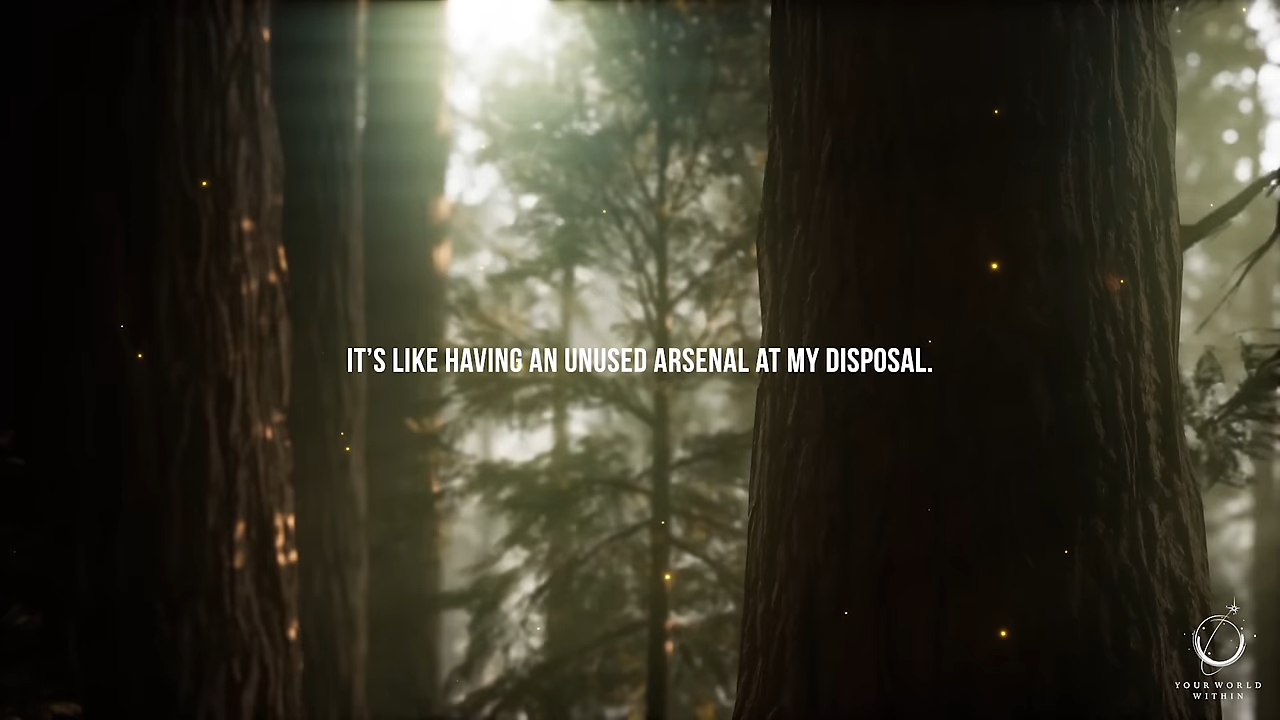 IT’S LIKE HAVING AN UNUSED ARSENAL AT MY DISPOSAL.
YOUR WORLD
WITHIN